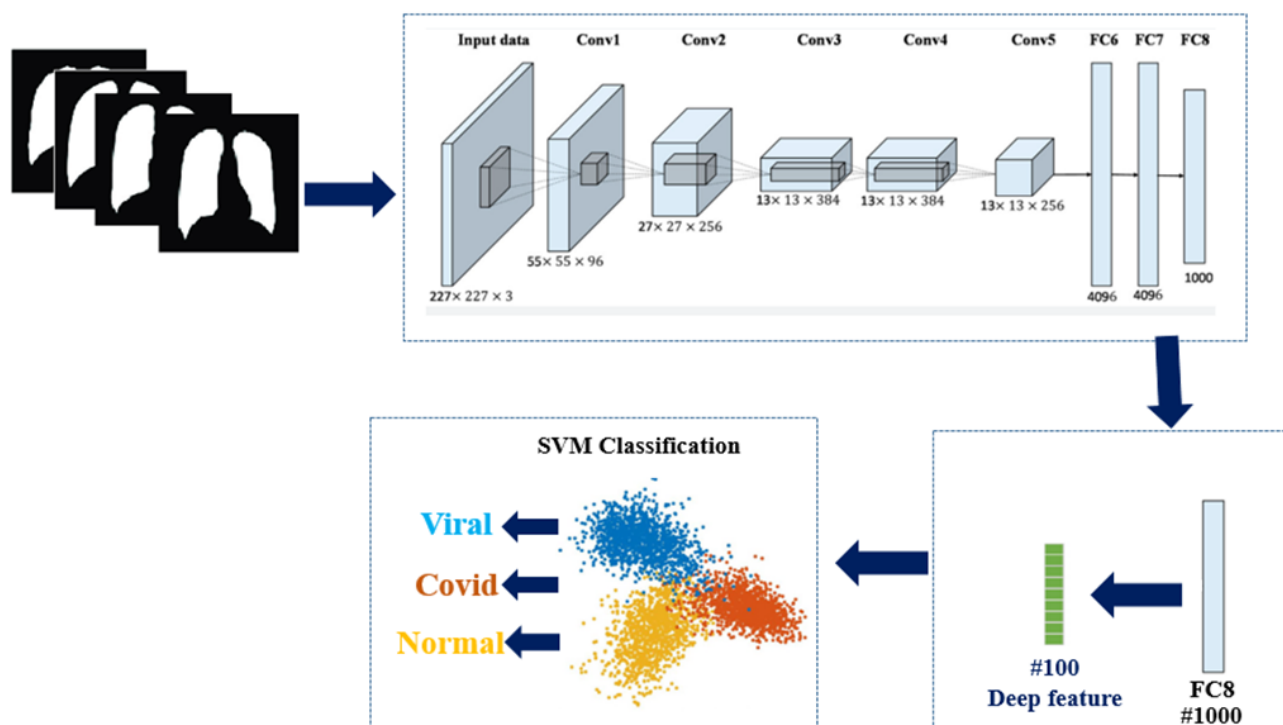 Input data Conv1 Conv2 Conv3 Conv4 Conv5 FC6 FC7 FC8
227× 227 × 3
55× 55 × 96
27× 27 × 256
13× 13 × 384
13× 13 × 384
13× 13 × 256
4096
4096
1000
SVM Classification
Viral
Covid
Normal
#100
Deep feature
FC8
#1000